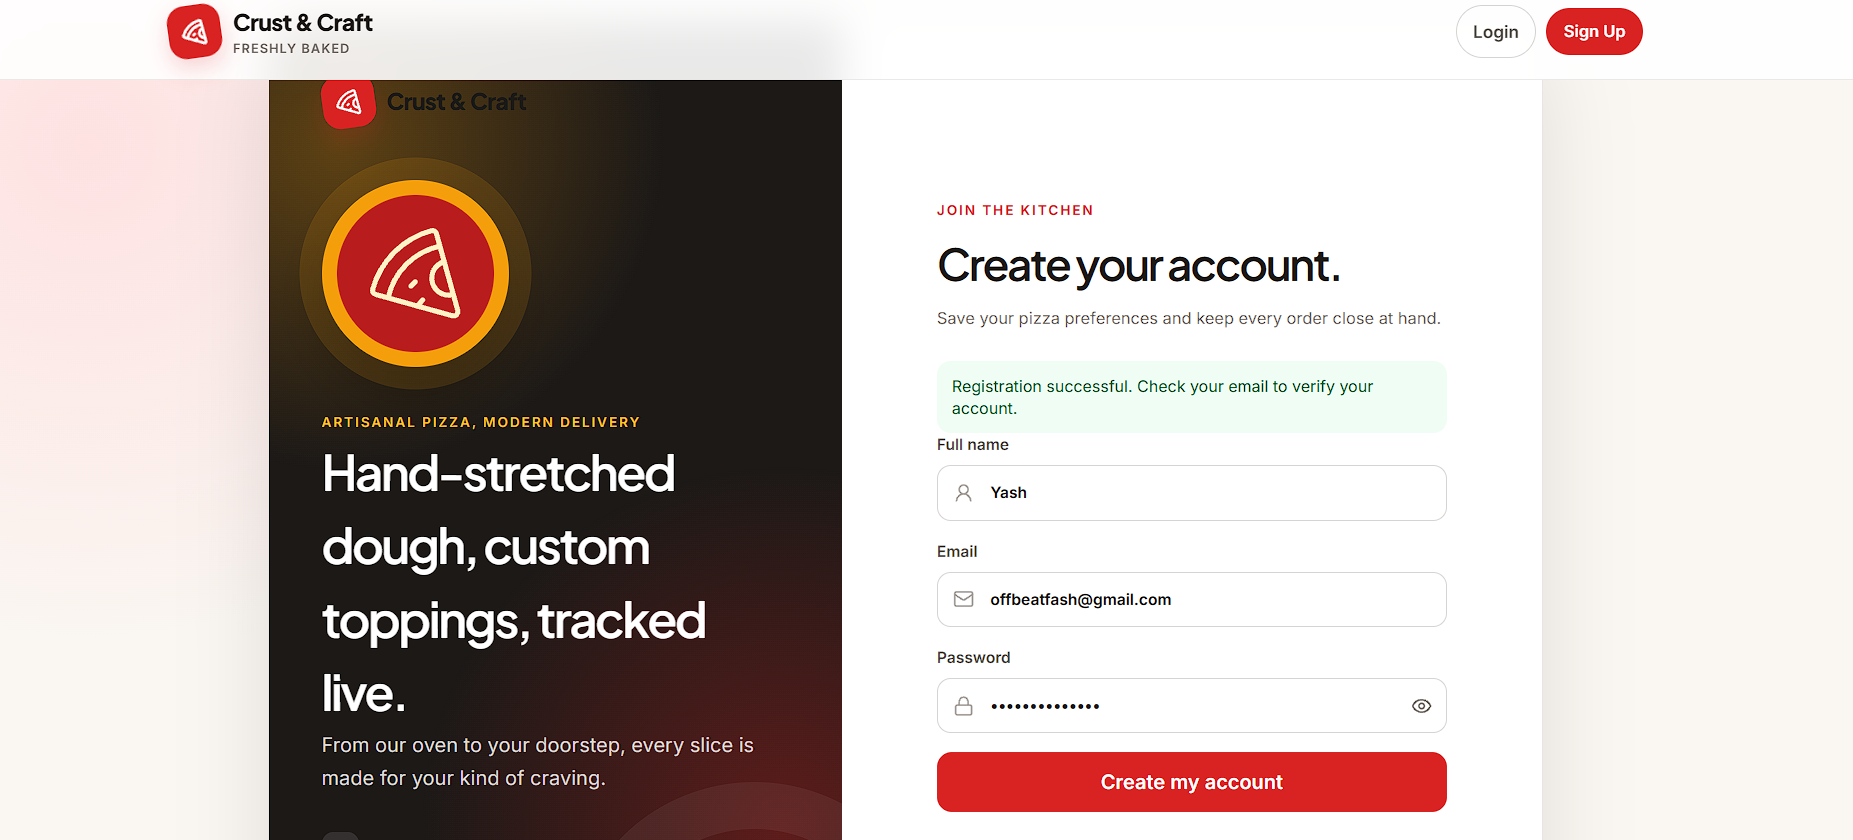 Crust & Craft
FRESHLY BAKED
Login
Sign Up
Crust & Craft
ARTISANAL PIZZA, MODERN DELIVERY
Hand-stretched
dough, custom
toppings, tracked
live.
From our oven to your doorstep, every slice is
made for your kind of craving.
JOIN THE KITCHEN
Create your account.
Save your pizza preferences and keep every order close at hand.
Registration successful. Check your email to verify your
account.
Full name
Yash
Email
offbeatfash@gmail.com
Password
••••••••••••••
Create my account